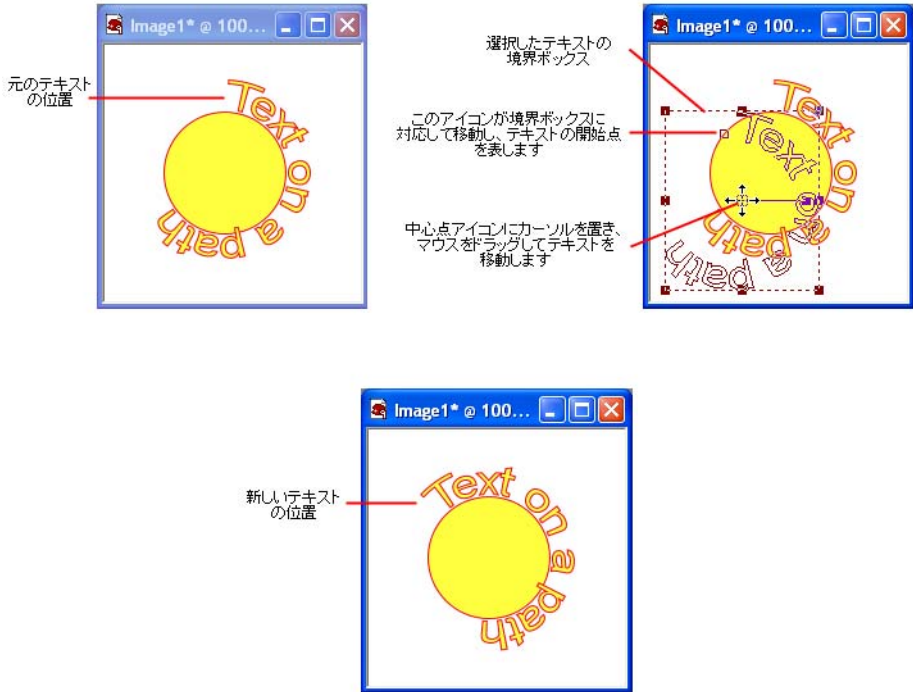 Image1* @ 100...
元のテキスト
の位置
Text on a path
Image1* @ 100...
選択したテキストの
境界ボックス
このアイコンが境界ボックスに
対応して移動し、テキストの開始点
を表します
中心点アイコンにカーソルを置き、
マウスをドラッグしてテキストを
移動します
Text on a path
Text on a path
Image1* @ 100...
新しいテキスト
の位置
Text on a path